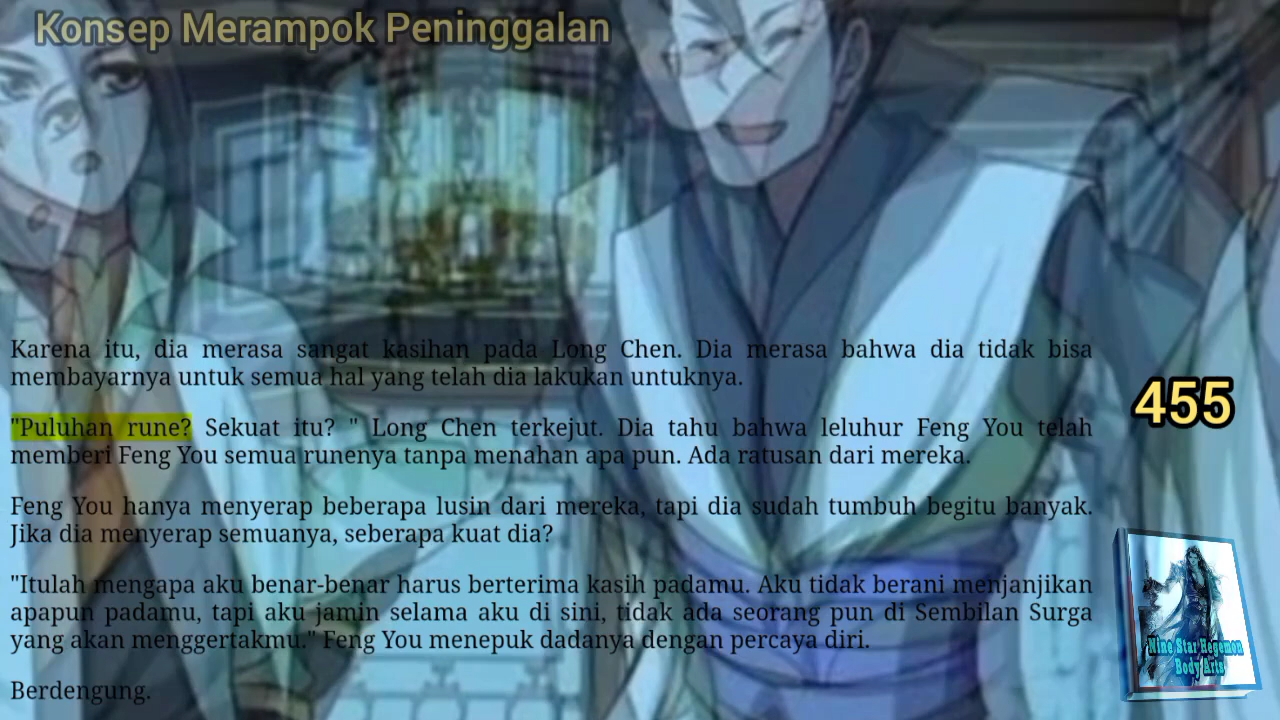 Konsep Merampok Peninggalan
Karena itu, dia merasa sangat kasihan pada Long Chen. Dia merasa bahwa dia tidak bisa
membayarnya untuk semua hal yang telah dia lakukan untuknya.
"Puluhan rune? Sekuat itu? " Long Chen terkejut. Dia tahu bahwa leluhur Feng You telah
memberi Feng You semua runenya tanpa menahan apa pun. Ada ratusan dari mereka.
455
Feng You hanya menyerap beberapa lusin dari mereka, tapi dia sudah tumbuh begitu banyak.
Jika dia menyerap semuanya, seberapa kuat dia?
"Itulah mengapa aku benar-benar harus berterima kasih padamu. Aku tidak berani menjanjikan
apapun padamu, tapi aku jamin selama aku di sini, tidak ada seorang pun di Sembilan Surga
yang akan menggertakmu." Feng You menepuk dadanya dengan percaya diri.
Berdengung.
Nine Star Hegemon
Body Arts